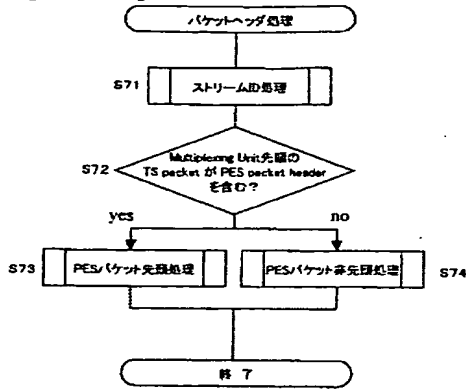 パケットヘッダ処理
S71
ストリームID処理
S72
Multiplexing Unit先頭の
TS packet が PES packet header
を含む?
yes
no
S73
PESパケット先頭処理
PESパケット非先頭処理
S74
終 了